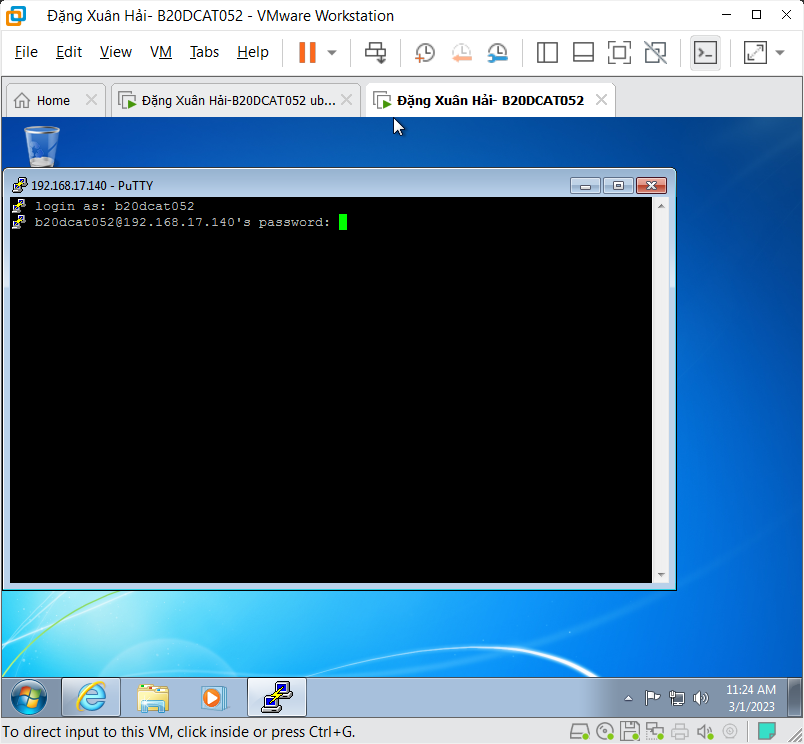 Đặng Xuân Hải- B20DCAT052 - VMware Workstation
File Edit View VM Tabs Help
Home Đặng Xuân Hải-B20DCAT052 ub... Đặng Xuân Hải- B20DCAT052
192.168.17.140 - PuTTY
login as: b20dcat052
b20dcat052@192.168.17.140's password:
11:24 AM
3/1/2023
To direct input to this VM, click inside or press Ctrl+G.